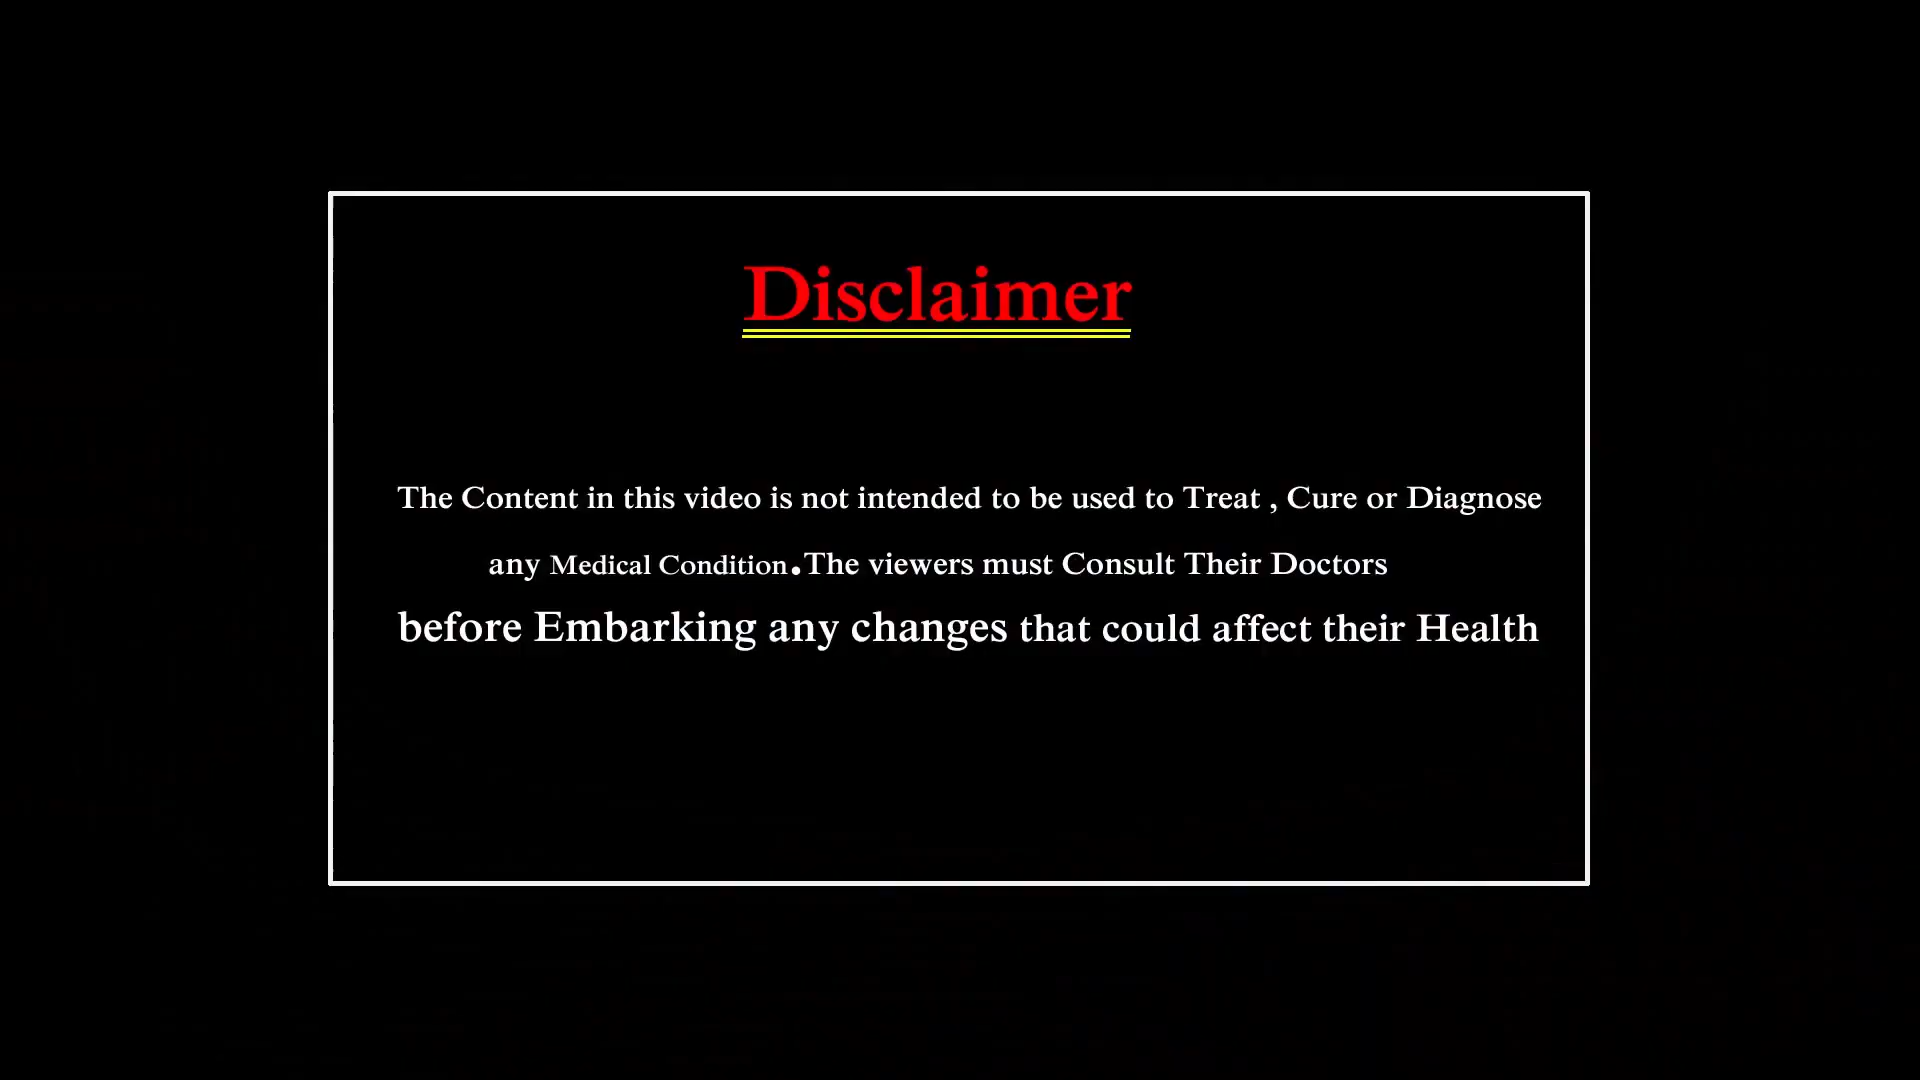 Disclaimer
The Content in this video is not intended to be used to Treat , Cure or Diagnose
any Medical Condition.The viewers must Consult Their Doctors
before Embarking any changes that could affect their Health